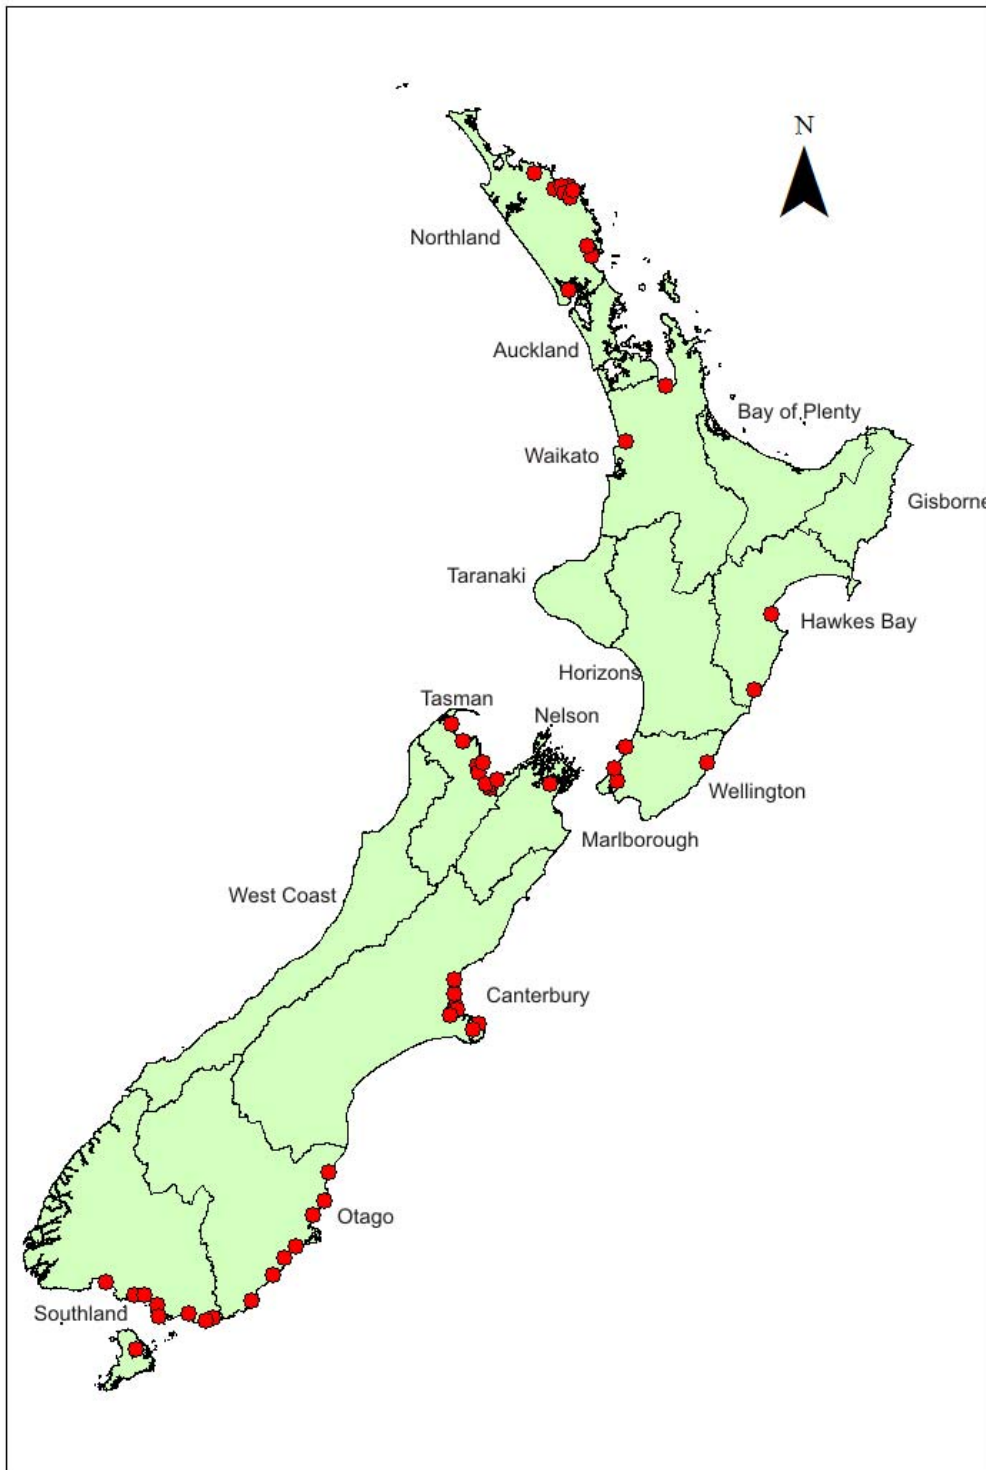 N
Northland
Auckland
Bay of Plenty
Waikato
Gisborne
Taranaki
Hawkes Bay
Horizons
Tasman
Nelson
Wellington
Marlborough
West Coast
Canterbury
Otago
Southland